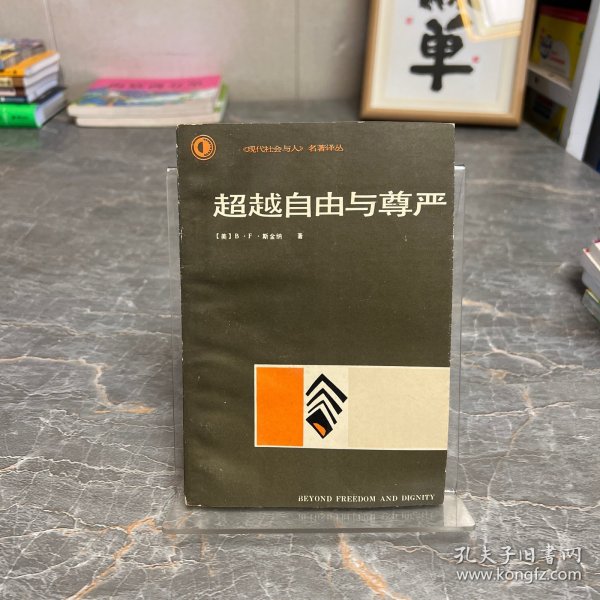 单
《现代社会与人》名著译丛
超越自由与尊严
【美】B·F·斯金纳 著
BEYOND FREEDOM AND DIGNITY
孔夫子旧书网
www.kongfz.com